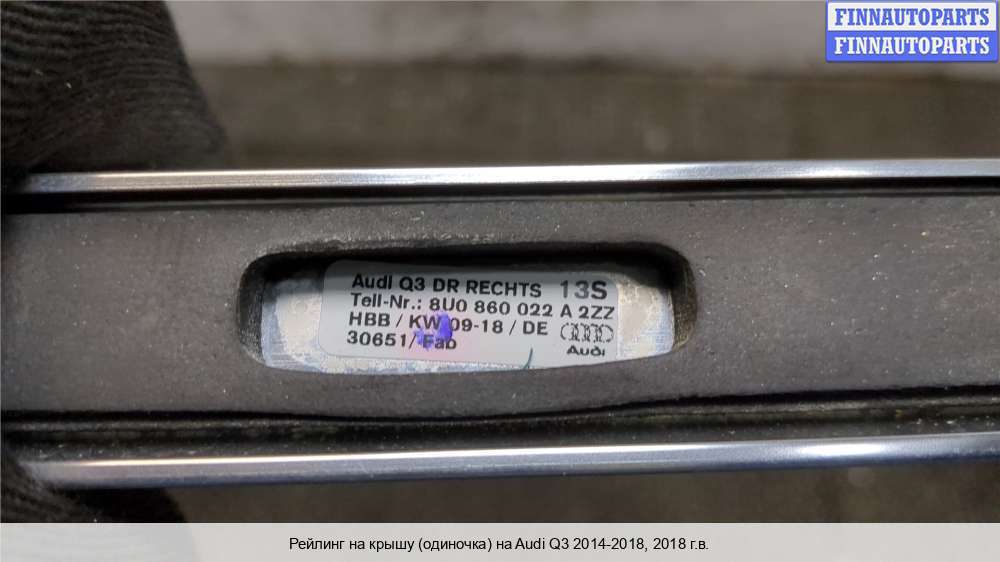 FINNAUTOPARTS
FINNAUTOPARTS
Audi Q3 DR RECHTS 13S
Teil-Nr.: 8U0 860 022 A 2ZZ
HBB / KW 09-18 / DE
30651/ Fab
Audi
Рейлинг на крышу (одиночка) на Audi Q3 2014-2018, 2018 г.в.